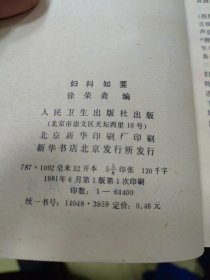 妇科知要
徐荣斋编
人民卫生出版社出版
(北京市崇文区天坛西里10号)
北京新华印刷厂印刷
新华书店北京发行所发行
787×1092毫米32开本 5⅜印张 120千字
1981年6月第1版第1次印刷
印数：1—64400
统一书号：14048·3959 定价：0.46元